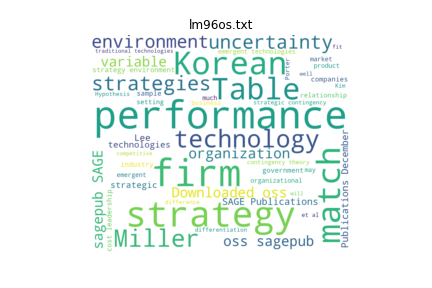 lm96os.txt
environment
uncertainty
traditional technologies
emergent technologies
fit
variable
Korean
Porter
market
product
strategy environment
strategies
Table
well
companies
Hypothesis
sample
much
business
strategic contingency
Kim
setting
relationship
performance
Lee
technologies
technology
organization
competitive
industry
firm
contingency theory
government
may
emergent
organizational
strategic
Downloaded oss
will
match
Publications December
sagepub SAGE
cost leadership
difference
SAGE Publications
strategy
et al
Miller
differentiation
oss sagepub